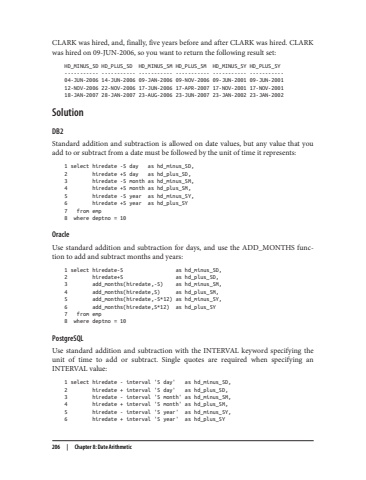 CLARK was hired, and, finally, five years before and after CLARK was hired. CLARK
was hired on 09-JUN-2006, so you want to return the following result set:
HD_MINUS_5D HD_PLUS_5D HD_MINUS_5M HD_PLUS_5M HD_MINUS_5Y HD_PLUS_5Y
----------- ----------- ----------- ----------- ----------- -----------
04-JUN-2006 14-JUN-2006 09-JAN-2006 09-NOV-2006 09-JUN-2001 09-JUN-2011
12-NOV-2006 22-NOV-2006 17-JUN-2006 17-APR-2007 17-NOV-2001 17-NOV-2011
18-JAN-2007 28-JAN-2007 23-AUG-2006 23-JUN-2007 23-JAN-2002 23-JAN-2012
Solution
DB2
Standard addition and subtraction is allowed on date values, but any value that you
add to or subtract from a date must be followed by the unit of time it represents:
1 select hiredate -5 day as hd_minus_5D,
2 hiredate +5 day as hd_plus_5D,
3 hiredate -5 month as hd_minus_5M,
4 hiredate +5 month as hd_plus_5M,
5 hiredate -5 year as hd_minus_5Y,
6 hiredate +5 year as hd_plus_5Y
7 from emp
8 where deptno = 10
Oracle
Use standard addition and subtraction for days, and use the ADD_MONTHS func-
tion to add and subtract months and years:
1 select hiredate-5 as hd_minus_5D,
2 hiredate+5 as hd_plus_5D,
3 add_months(hiredate,-5) as hd_minus_5M,
4 add_months(hiredate,5) as hd_plus_5M,
5 add_months(hiredate,-5*12) as hd_minus_5Y,
6 add_months(hiredate,5*12) as hd_plus_5Y
7 from emp
8 where deptno = 10
PostgreSQL
Use standard addition and subtraction with the INTERVAL keyword specifying the
unit of time to add or subtract. Single quotes are required when specifying an
INTERVAL value:
1 select hiredate - interval '5 day' as hd_minus_5D,
2 hiredate + interval '5 day' as hd_plus_5D,
3 hiredate - interval '5 month' as hd_minus_5M,
4 hiredate + interval '5 month' as hd_plus_5M,
5 hiredate - interval '5 year' as hd_minus_5Y,
6 hiredate + interval '5 year' as hd_plus_5Y
206 | Chapter 8: Date Arithmetic